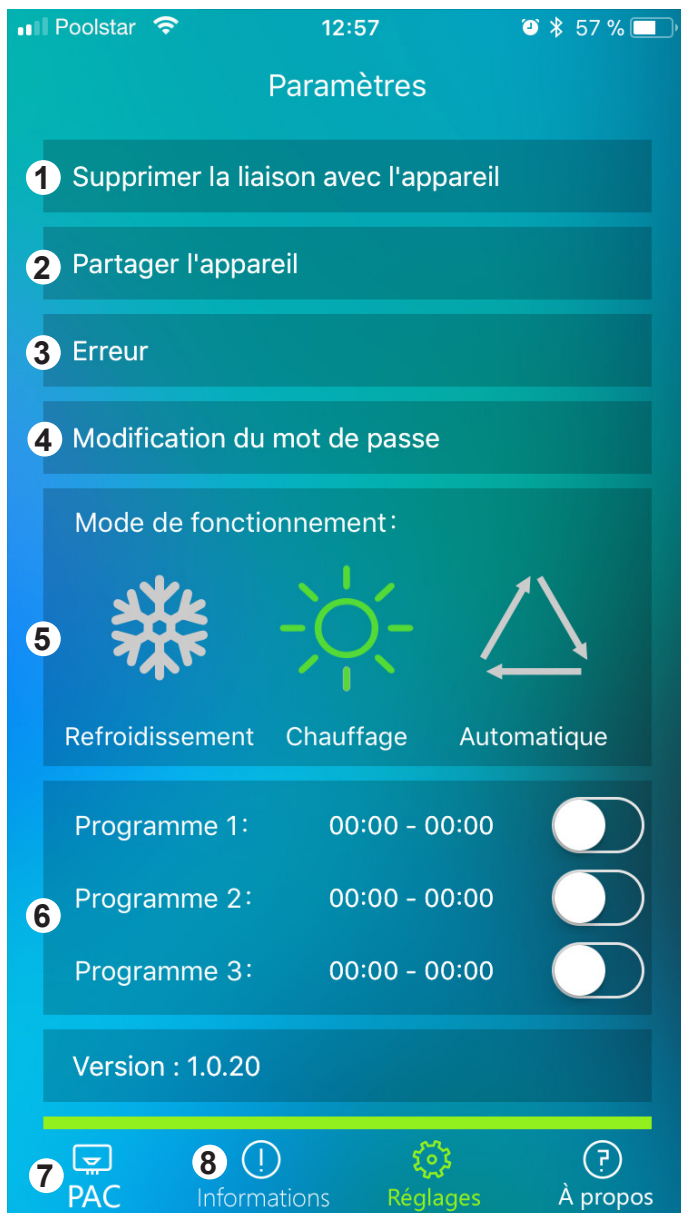 Poolstar 12:57 57 %
Paramètres
1 Supprimer la liaison avec l'appareil
2 Partager l'appareil
3 Erreur
4 Modification du mot de passe
Mode de fonctionnement:
5
Refroidissement Chauffage Automatique
Programme 1: 00:00 - 00:00
Programme 2: 00:00 - 00:00
6
Programme 3: 00:00 - 00:00
Version : 1.0.20
7 PAC 8 Informations Réglages À propos